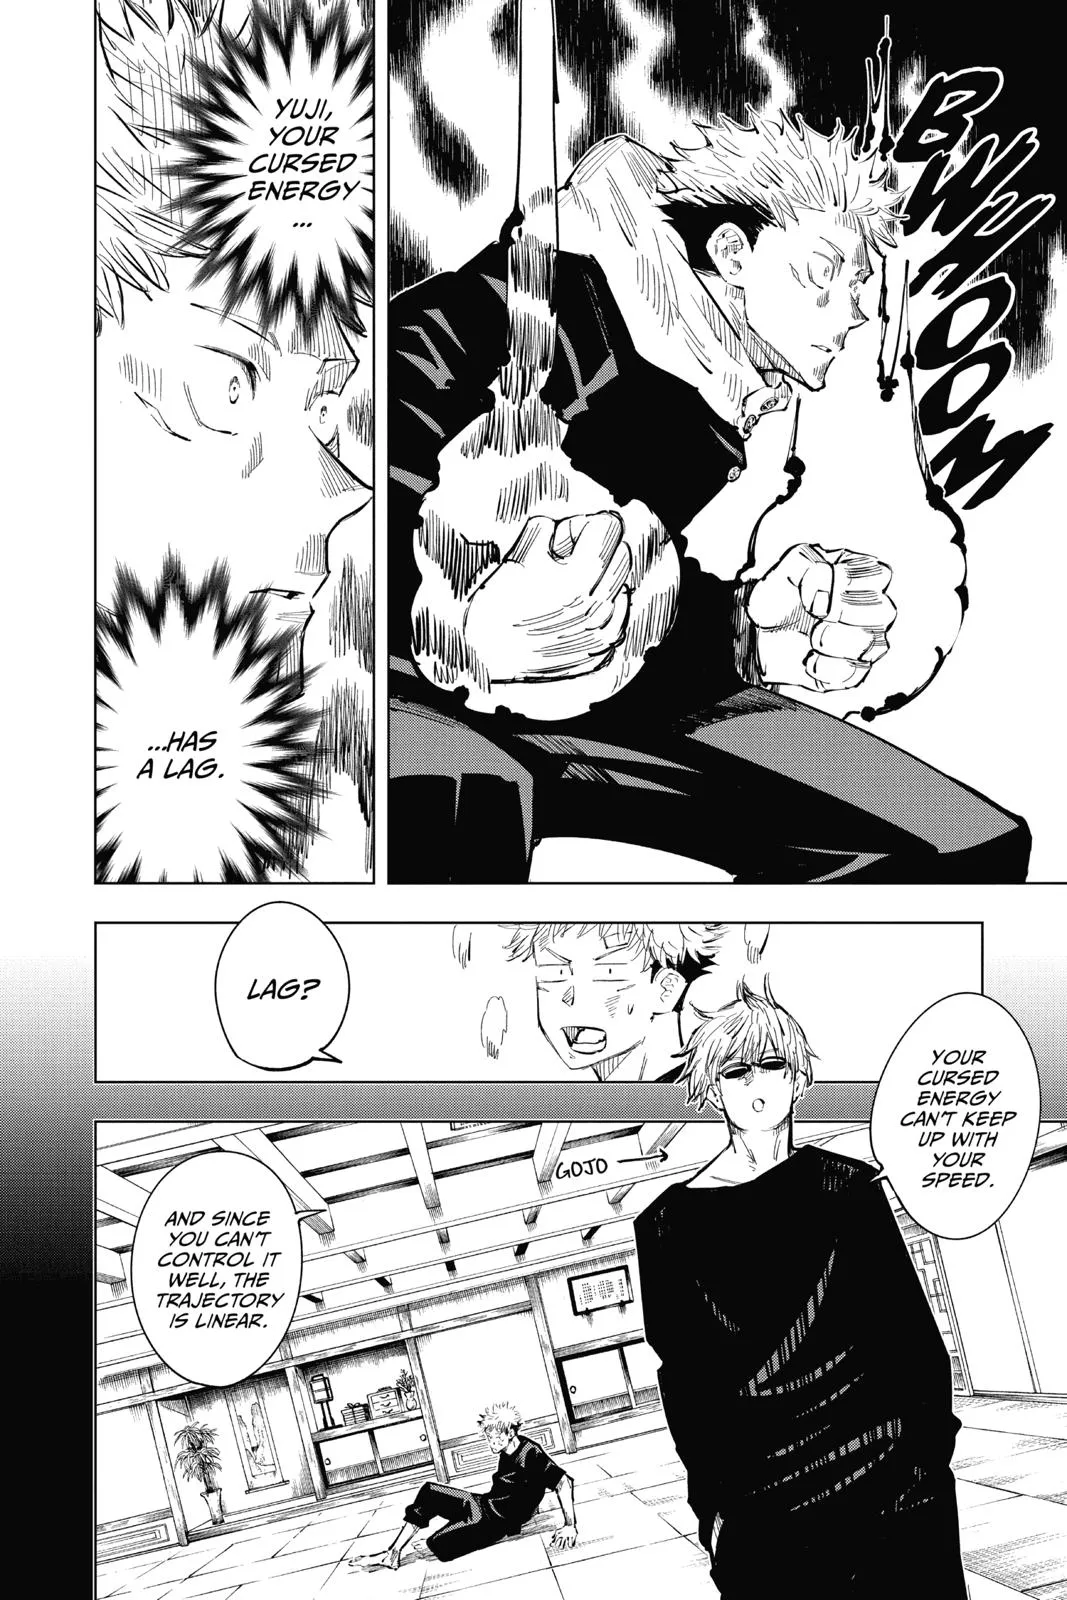 BWOOOM
YUJI,
YOUR
CURSED
ENERGY
...
...HAS
A LAG.
LAG?
YOUR
CURSED
ENERGY
CAN'T KEEP
UP WITH
YOUR
SPEED.
GOJO
AND SINCE
YOU CAN'T
CONTROL IT
WELL, THE
TRAJECTORY
IS LINEAR.